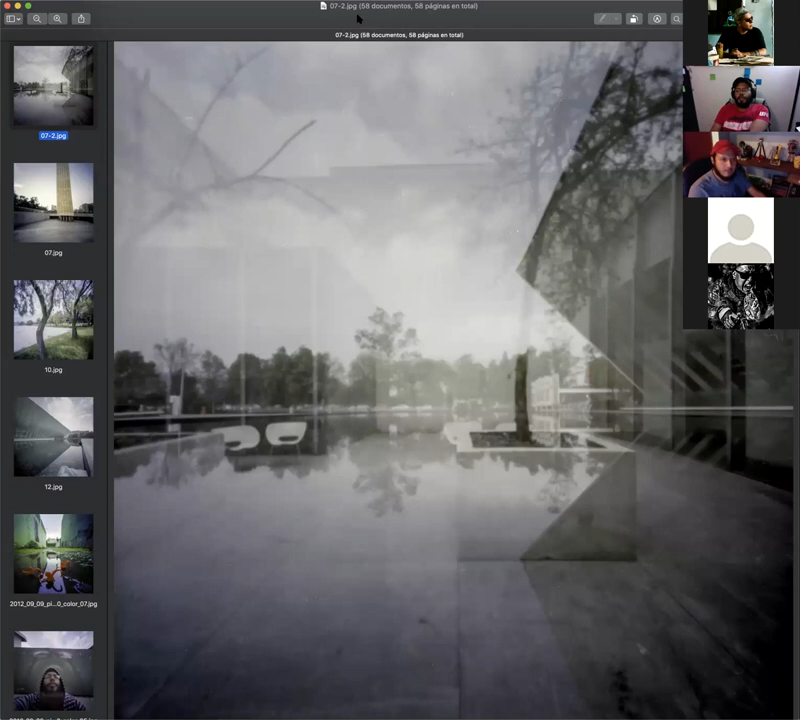 07-2.jpg (58 documentos, 58 páginas en total)
07-2.jpg (58 documentos, 58 páginas en total)
07-2.jpg
07.jpg
10.jpg
12.jpg
2012_09_09_pi...0_color_07.jpg